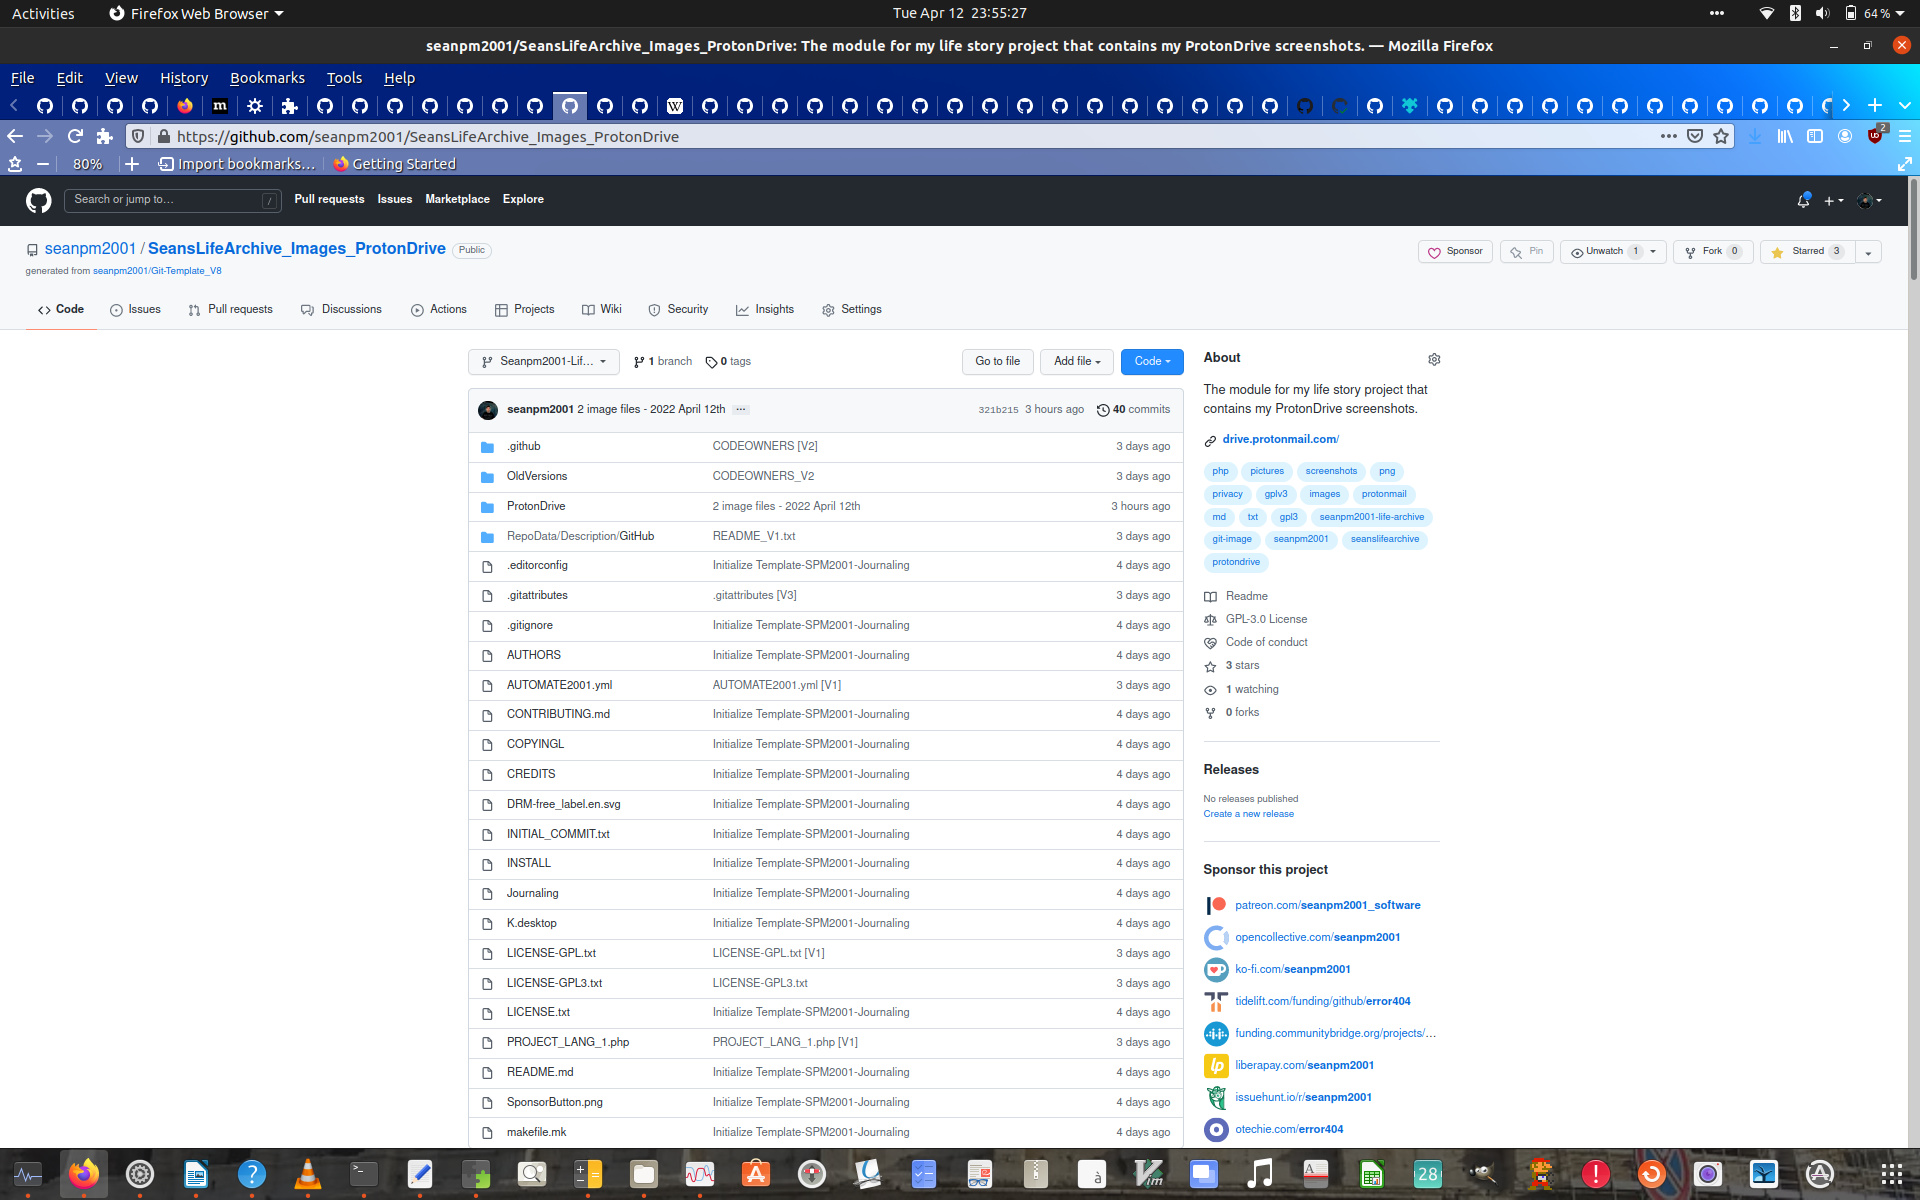 Activities Firefox Web Browser Tue Apr 12 23:55:27 64 %
seanpm2001/SeansLifeArchive_Images_ProtonDrive: The module for my life story project that contains my ProtonDrive screenshots. — Mozilla Firefox
File Edit View History Bookmarks Tools Help
https://github.com/seanpm2001/SeansLifeArchive_Images_ProtonDrive 2
80% Import bookmarks... Getting Started
Search or jump to... / Pull requests Issues Marketplace Explore
seanpm2001 / SeansLifeArchive_Images_ProtonDrive Public Sponsor Pin Unwatch 1 Fork 0 Starred 3
generated from seanpm2001/Git-Template_V8
Code Issues Pull requests Discussions Actions Projects Wiki Security Insights Settings
Seanpm2001-Lif... 1 branch 0 tags Go to file Add file Code
seanpm2001 2 image files - 2022 April 12th ... 321b215 3 hours ago 40 commits
.github CODEOWNERS [V2] 3 days ago
OldVersions CODEOWNERS_V2 3 days ago
ProtonDrive 2 image files - 2022 April 12th 3 hours ago
RepoData/Description/GitHub README_V1.txt 3 days ago
.editorconfig Initialize Template-SPM2001-Journaling 4 days ago
.gitattributes .gitattributes [V3] 3 days ago
.gitignore Initialize Template-SPM2001-Journaling 4 days ago
AUTHORS Initialize Template-SPM2001-Journaling 4 days ago
AUTOMATE2001.yml AUTOMATE2001.yml [V1] 3 days ago
CONTRIBUTING.md Initialize Template-SPM2001-Journaling 4 days ago
COPYINGL Initialize Template-SPM2001-Journaling 4 days ago
CREDITS Initialize Template-SPM2001-Journaling 4 days ago
DRM-free_label.en.svg Initialize Template-SPM2001-Journaling 4 days ago
INITIAL_COMMIT.txt Initialize Template-SPM2001-Journaling 4 days ago
INSTALL Initialize Template-SPM2001-Journaling 4 days ago
Journaling Initialize Template-SPM2001-Journaling 4 days ago
K.desktop Initialize Template-SPM2001-Journaling 4 days ago
LICENSE-GPL.txt LICENSE-GPL.txt [V1] 3 days ago
LICENSE-GPL3.txt LICENSE-GPL3.txt 3 days ago
LICENSE.txt Initialize Template-SPM2001-Journaling 4 days ago
PROJECT_LANG_1.php PROJECT_LANG_1.php [V1] 3 days ago
README.md Initialize Template-SPM2001-Journaling 4 days ago
SponsorButton.png Initialize Template-SPM2001-Journaling 4 days ago
makefile.mk Initialize Template-SPM2001-Journaling 4 days ago
About
The module for my life story project that
contains my ProtonDrive screenshots.
drive.protonmail.com/
php pictures screenshots png
privacy gplv3 images protonmail
md txt gpl3 seanpm2001-life-archive
git-image seanpm2001 seanslifearchive
protondrive
Readme
GPL-3.0 License
Code of conduct
3 stars
1 watching
0 forks
Releases
No releases published
Create a new release
Sponsor this project
patreon.com/seanpm2001_software
opencollective.com/seanpm2001
ko-fi.com/seanpm2001
tidelift.com/funding/github/error404
funding.communitybridge.org/projects/...
liberapay.com/seanpm2001
issuehunt.io/r/seanpm2001
otechie.com/error404
28